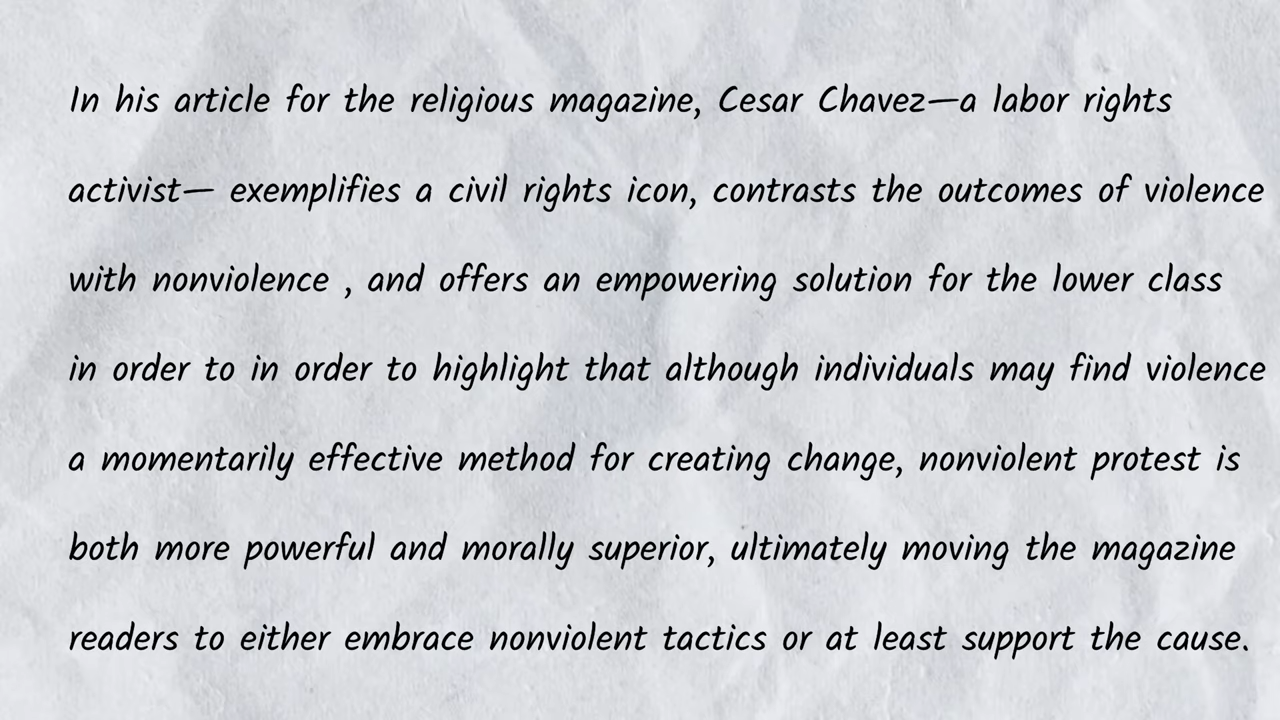 In his article for the religious magazine, Cesar Chavez—a labor rights
activist— exemplifies a civil rights icon, contrasts the outcomes of violence
with nonviolence , and offers an empowering solution for the lower class
in order to in order to highlight that although individuals may find violence
a momentarily effective method for creating change, nonviolent protest is
both more powerful and morally superior, ultimately moving the magazine
readers to either embrace nonviolent tactics or at least support the cause.